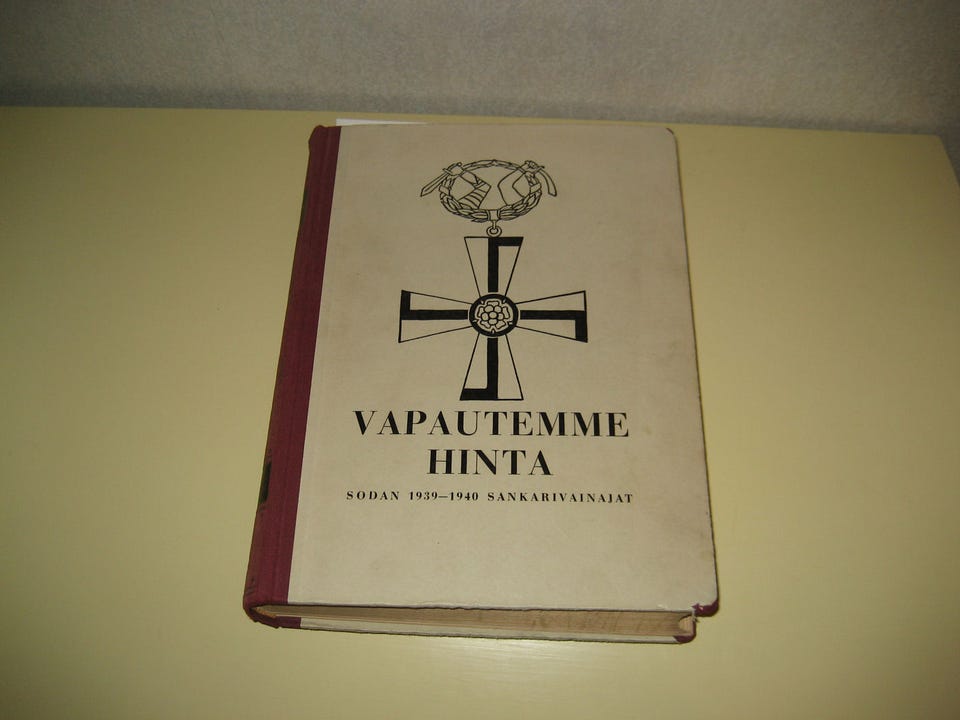 VAPAUTEMME
HINTA
SODAN 1939—1940 SANKARIVAINAJAT